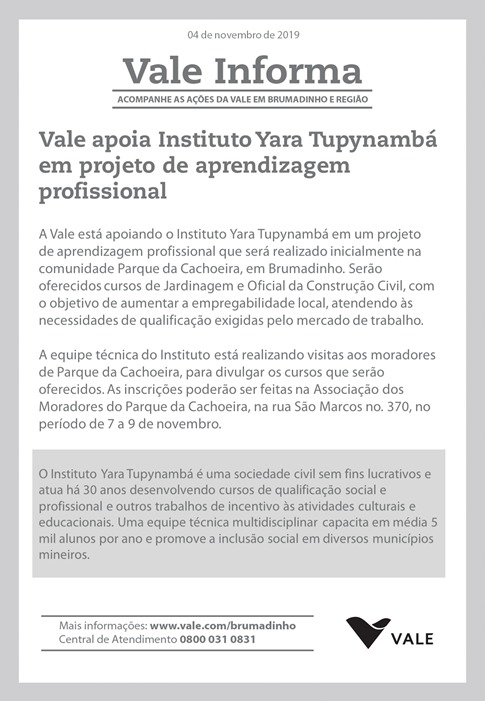 04 de novembro de 2019
Vale Informa
ACOMPANHE AS AÇÕES DA VALE EM BRUMADINHO E REGIÃO
Vale apoia Instituto Yara Tupynambá
em projeto de aprendizagem
profissional
A Vale está apoiando o Instituto Yara Tupynambá em um projeto
de aprendizagem profissional que será realizado inicialmente na
comunidade Parque da Cachoeira, em Brumadinho. Serão
oferecidos cursos de Jardinagem e Oficial da Construção Civil, com
o objetivo de aumentar a empregabilidade local, atendendo às
necessidades de qualificação exigidas pelo mercado de trabalho.
A equipe técnica do Instituto está realizando visitas aos moradores
de Parque da Cachoeira, para divulgar os cursos que serão
oferecidos. As inscrições poderão ser feitas na Associação dos
Moradores do Parque da Cachoeira, na rua São Marcos no. 370, no
período de 7 a 9 de novembro.
O Instituto Yara Tupynambá é uma sociedade civil sem fins lucrativos e
atua há 30 anos desenvolvendo cursos de qualificação social e
profissional e outros trabalhos de incentivo às atividades culturais e
educacionais. Uma equipe técnica multidisciplinar capacita em média 5
mil alunos por ano e promove a inclusão social em diversos municípios
mineiros.
Mais informações: www.vale.com/brumadinho
Central de Atendimento 0800 031 0831
VALE